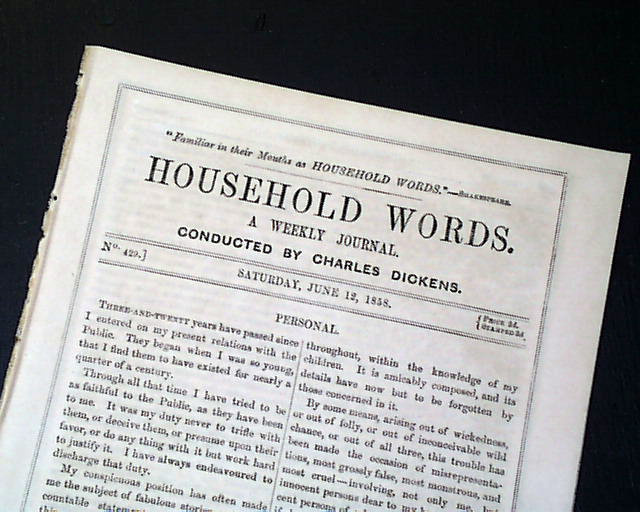 "Familiar in their Mouths as HOUSEHOLD WORDS."—SHAKESPEARE.
HOUSEHOLD WORDS.
A WEEKLY JOURNAL.
CONDUCTED BY CHARLES DICKENS.
No. 429.]
SATURDAY, JUNE 12, 1858.
{PRICE 2d.
{STAMPED 3d.
PERSONAL.
THREE-AND-TWENTY years have passed since
I entered on my present relations with the
Public. They began when I was so young,
that I find them to have existed for nearly a
quarter of a century.
Through all that time I have tried to be
as faithful to the Public, as they have been
to me. It was my duty never to trifle with
them, or deceive them, or presume upon their
favor, or do any thing with it but work hard
to justify it. I have always endeavoured to
discharge that duty.
My conspicuous position has often made
me the subject of fabulous stories
countable statem
throughout, within the knowledge of my
children. It is amicably composed, and its
details have now but to be forgotten by
those concerned in it.
By some means, arising out of wickedness,
or out of folly, or out of inconceivable wild
chance, or out of all three, this trouble has
been made the occasion of misrepresenta-
tions, most grossly false, most monstrous, and
most cruel—involving, not only me, but
innocent persons dear to my h
cent persons of